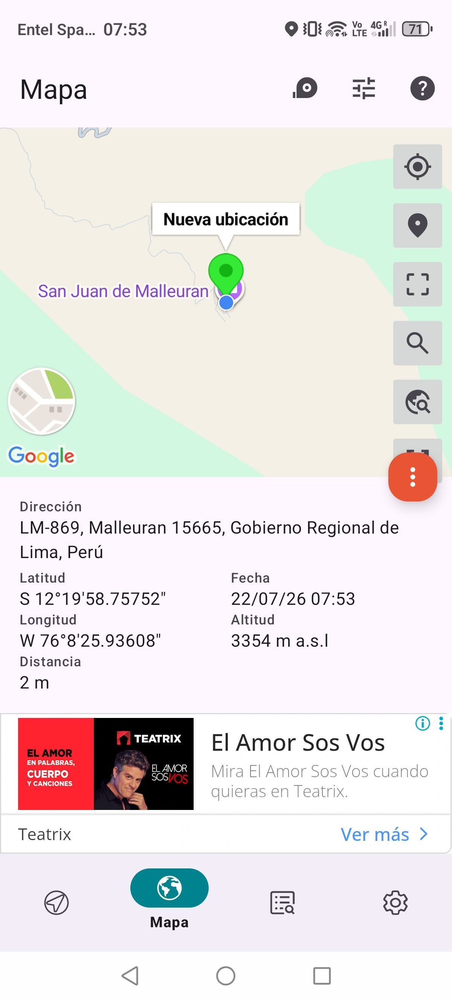 Entel Spa... 07:53
Vo LTE 4G R 71
Mapa
Nueva ubicación
San Juan de Malleuran
Google
Dirección
LM-869, Malleuran 15665, Gobierno Regional de
Lima, Perú
Latitud
S 12°19'58.75752"
Fecha
22/07/26 07:53
Longitud
W 76°8'25.93608"
Altitud
3354 m a.s.l
Distancia
2 m
EL AMOR
EN PALABRAS,
CUERPO
Y CANCIONES
TEATRIX
EL AMOR
SOS VOS
El Amor Sos Vos
Mira El Amor Sos Vos cuando
quieras en Teatrix.
Teatrix
Ver más
Mapa